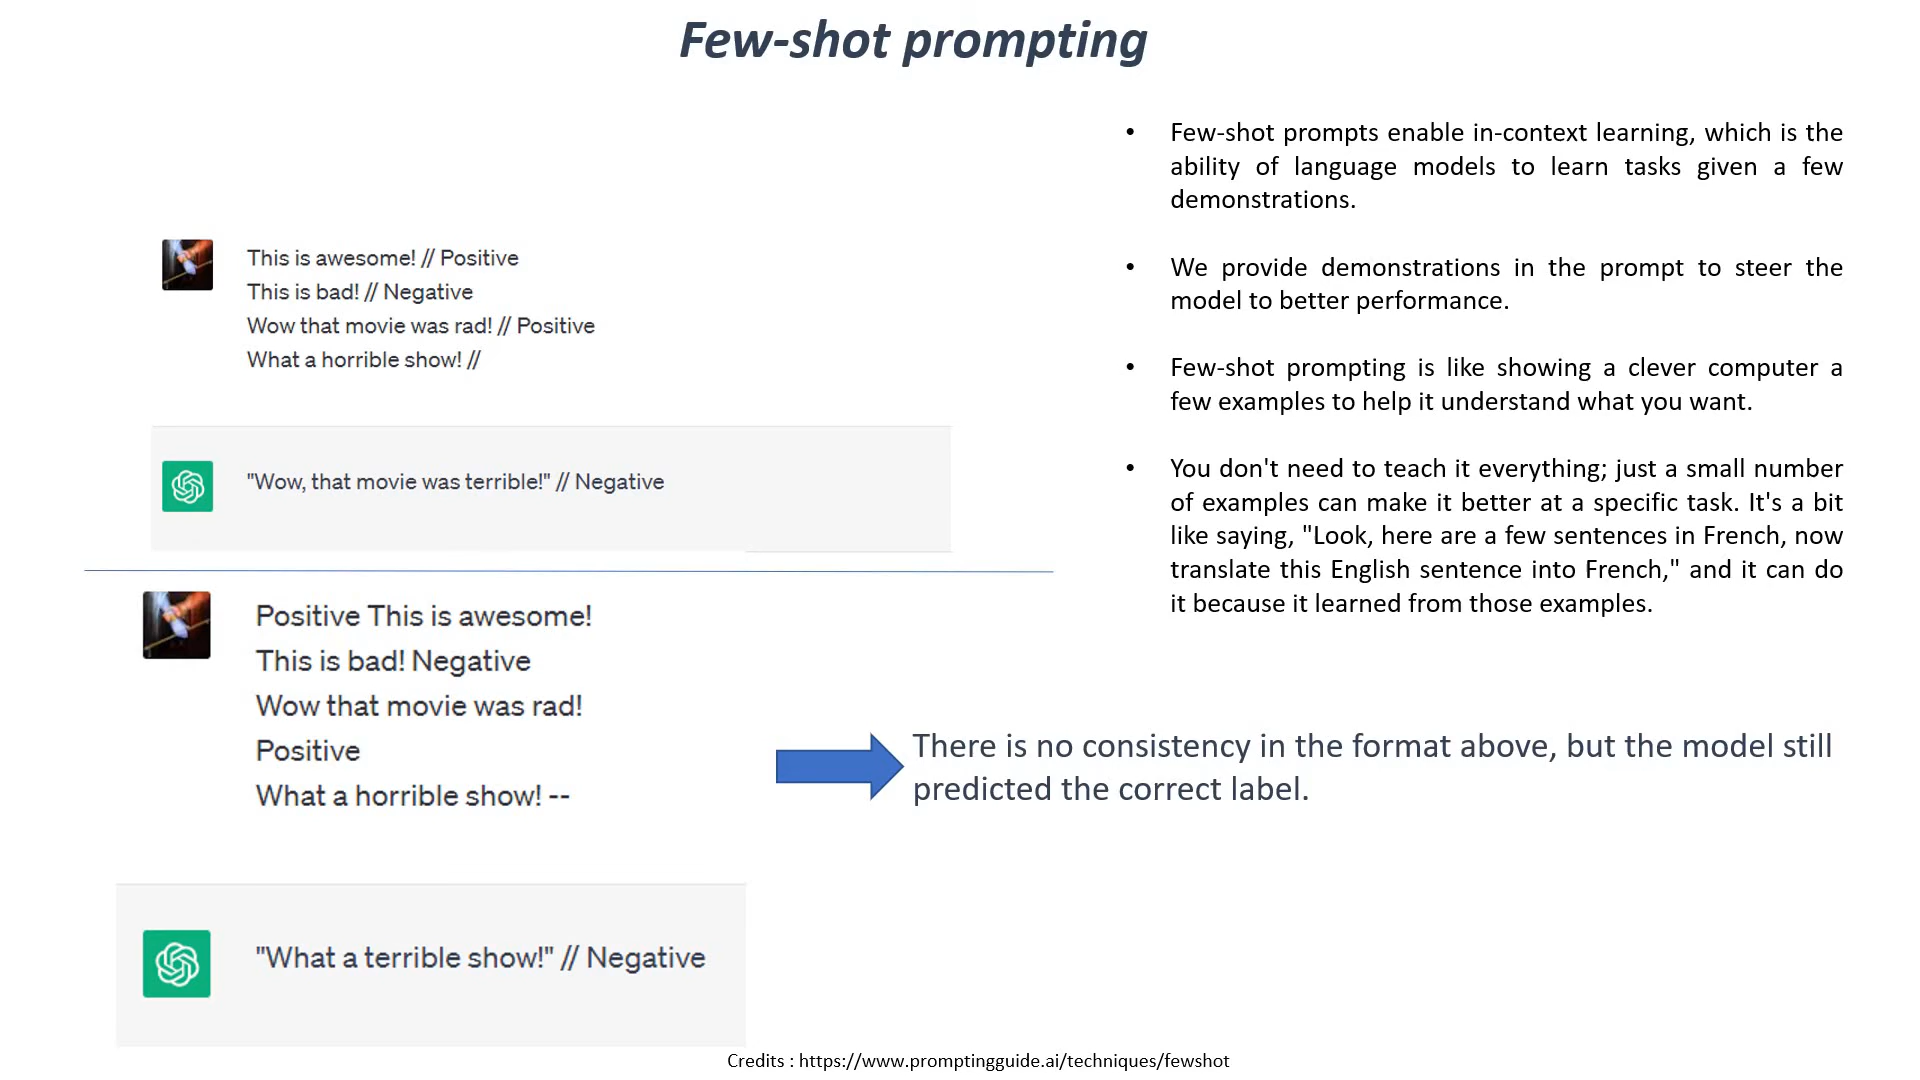 Few-shot prompting
This is awesome! // Positive
This is bad! // Negative
Wow that movie was rad! // Positive
What a horrible show! //
"Wow, that movie was terrible!" // Negative
Positive This is awesome!
This is bad! Negative
Wow that movie was rad!
Positive
What a horrible show! --
"What a terrible show!" // Negative
• Few-shot prompts enable in-context learning, which is the
ability of language models to learn tasks given a few
demonstrations.
• We provide demonstrations in the prompt to steer the
model to better performance.
• Few-shot prompting is like showing a clever computer a
few examples to help it understand what you want.
• You don't need to teach it everything; just a small number
of examples can make it better at a specific task. It's a bit
like saying, "Look, here are a few sentences in French, now
translate this English sentence into French," and it can do
it because it learned from those examples.
There is no consistency in the format above, but the model still
predicted the correct label.
Credits : https://www.promptingguide.ai/techniques/fewshot